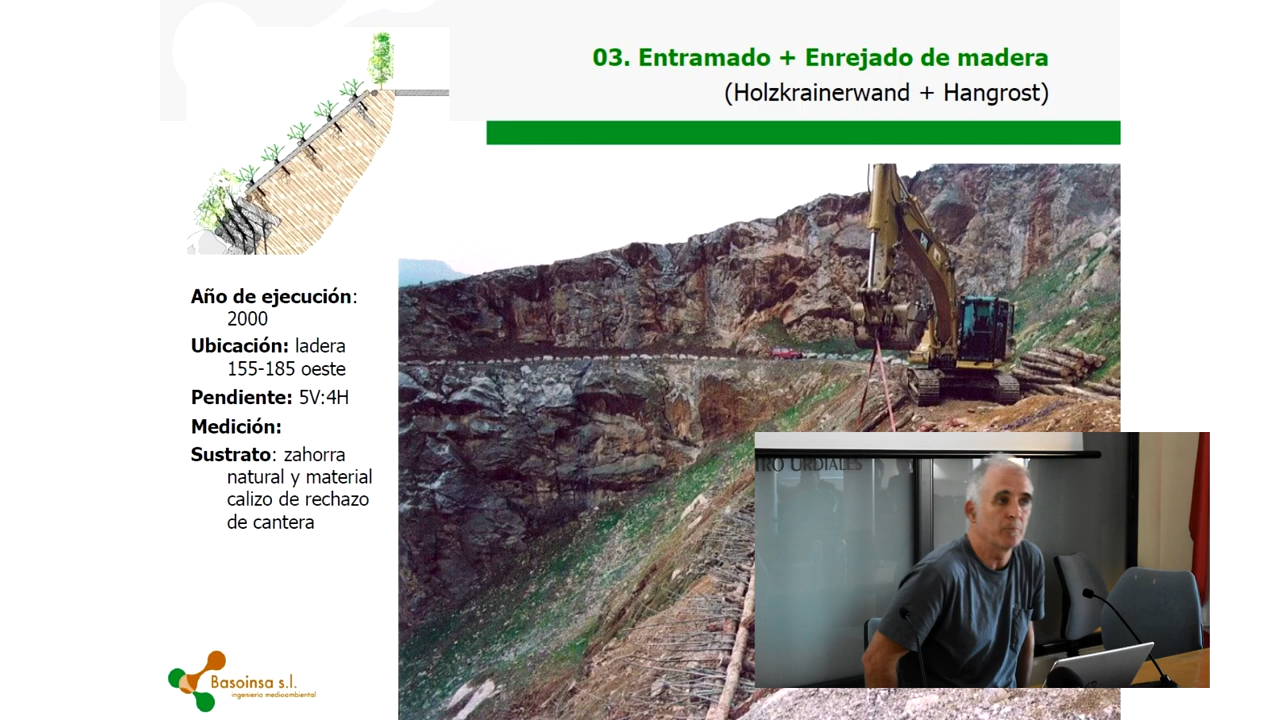 03. Entramado + Enrejado de madera
(Holzkrainerwand + Hangrost)
Año de ejecución:
2000
Ubicación: ladera
155-185 oeste
Pendiente: 5V:4H
Medición:
Sustrato: zahorra
natural y material
calizo de rechazo
de cantera
TRO URDIALES
Basoinsa s.l.
ingeniería medioambiental